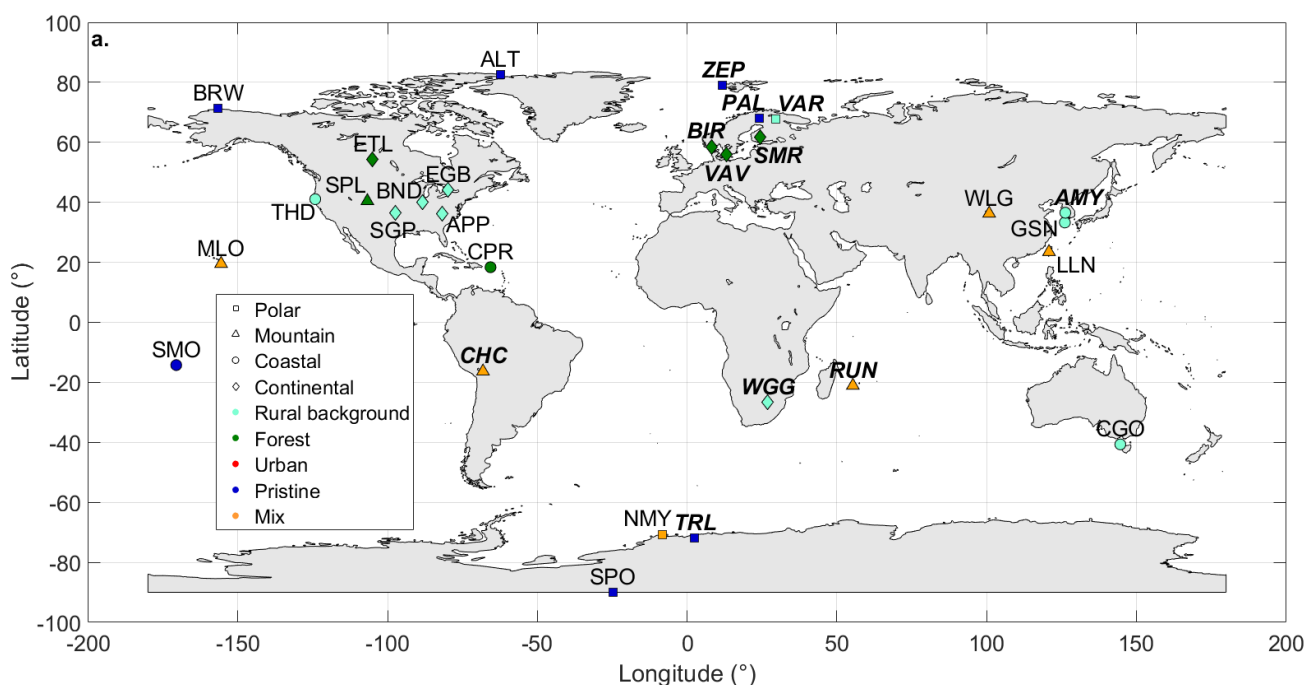 a.
100
80
60
40
20
0
-20
-40
-60
-80
-100
Latitude (°)
ALT
ZEP
BRW
PAL VAR
BIR
ETL
SMR
EGB
VAV
SPL BND
WLG AMY
THD
SGP APP
GSN
MLO
CPR
LLN
SMO
CHC
RUN
WGG
CGO
NMY TRL
SPO
Polar
Mountain
Coastal
Continental
Rural background
Forest
Urban
Pristine
Mix
-200 -150 -100 -50 0 50 100 150 200
Longitude (°)